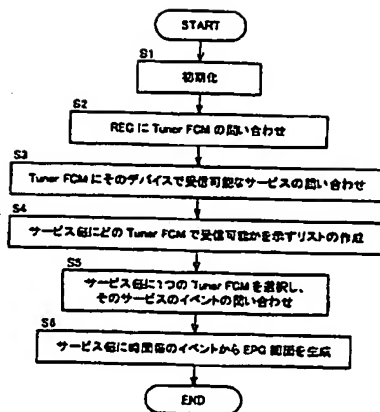 START
S1
初期化
S2
REG に Tuner FCM の問い合わせ
S3
Tuner FCM にそのデバイスで受信可能なサービスの問い合わせ
S4
サービス毎にどの Tuner FCM で受信可能かを示すリストの作成
S5
サービス毎に1つの Tuner FCM を選択し、
そのサービスのイベントの問い合わせ
S6
サービス毎に時間毎のイベントから EPG 範囲を生成
END